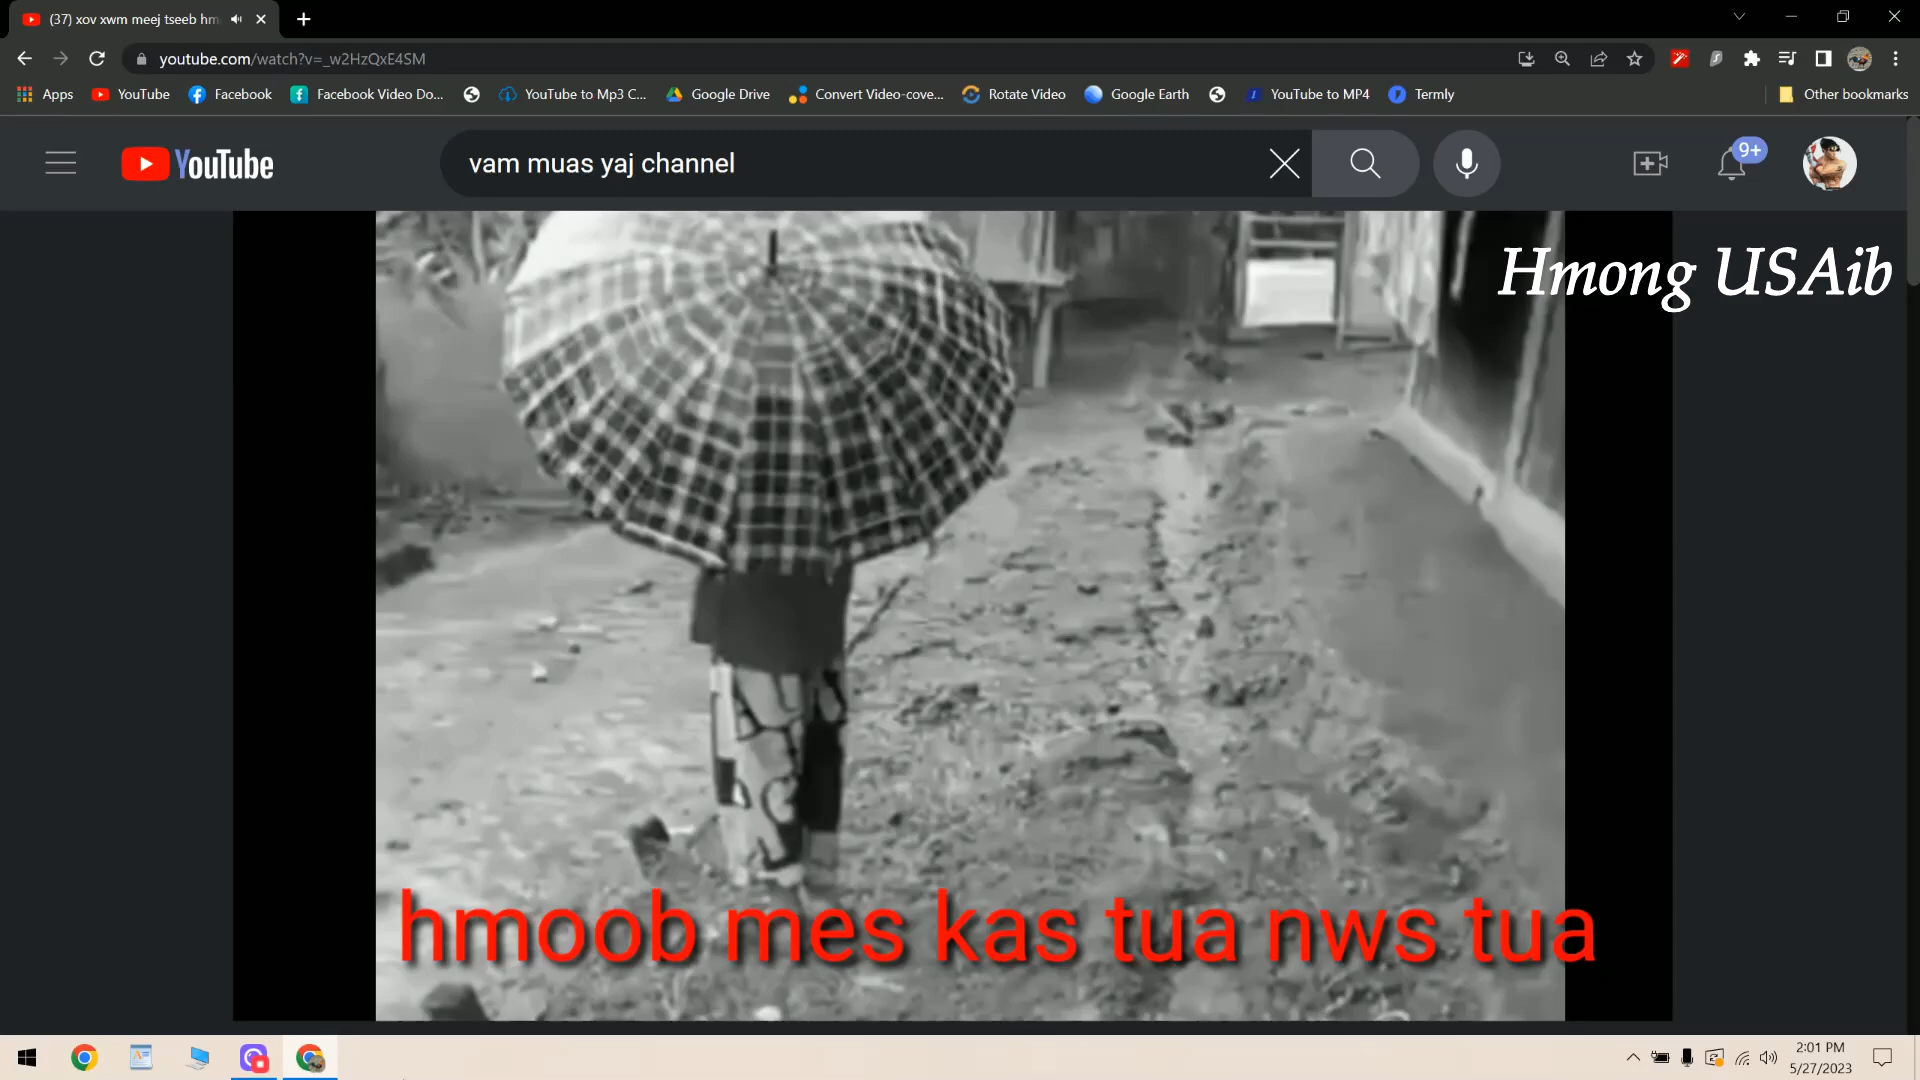 (37) xov xwm meej tseeb hm
youtube.com/watch?v=_w2HzQxE4SM
Apps YouTube Facebook Facebook Video Do... YouTube to Mp3 C... Google Drive Convert Video-cove... Rotate Video Google Earth YouTube to MP4 Termly Other bookmarks
YouTube vam muas yaj channel 9+
Hmong USAib
hmoob mes kas tua nws tua
2:01 PM
5/27/2023